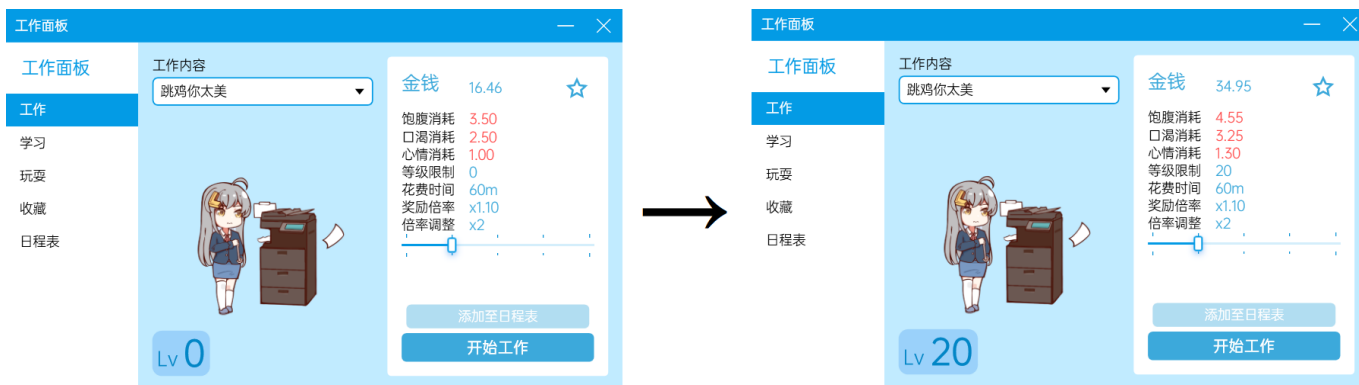 工作面板
工作面板
工作
学习
玩耍
收藏
日程表
工作内容
跳鸡你太美
金钱 16.46
饱腹消耗 3.50
口渴消耗 2.50
心情消耗 1.00
等级限制 0
花费时间 60m
奖励倍率 x1.10
倍率调整 x2
添加至日程表
开始工作
Lv 0
工作面板
工作面板
工作
学习
玩耍
收藏
日程表
工作内容
跳鸡你太美
金钱 34.95
饱腹消耗 4.55
口渴消耗 3.25
心情消耗 1.30
等级限制 20
花费时间 60m
奖励倍率 x1.10
倍率调整 x2
添加至日程表
开始工作
Lv 20